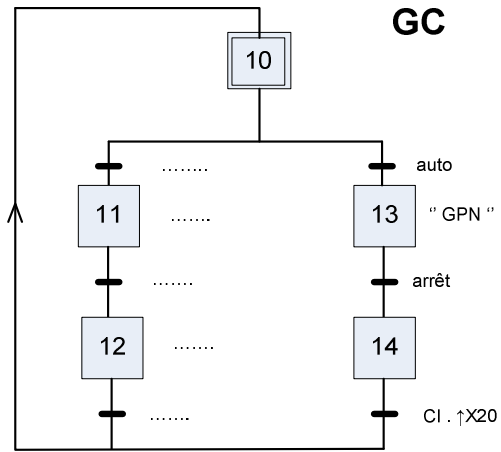 GC
10
........ auto
11 ....... 13 “ GPN ”
....... arrêt
12 ....... 14
....... CI . ↑X20